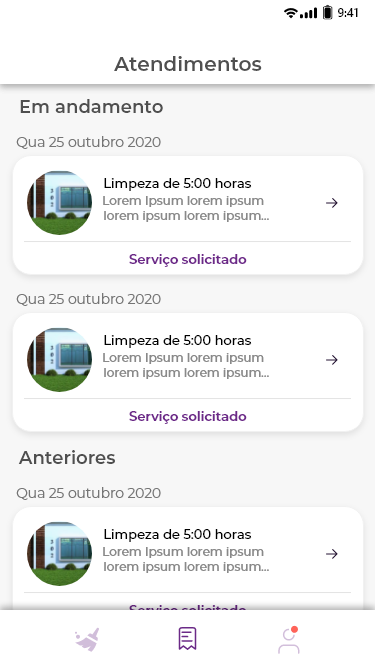 9:41
Atendimentos
Em andamento
Qua 25 outubro 2020
Limpeza de 5:00 horas
Lorem Ipsum lorem ipsum
lorem ipsum lorem ipsum...
Serviço solicitado
Qua 25 outubro 2020
Limpeza de 5:00 horas
Lorem Ipsum lorem ipsum
lorem ipsum lorem ipsum...
Serviço solicitado
Anteriores
Qua 25 outubro 2020
Limpeza de 5:00 horas
Lorem Ipsum lorem ipsum
lorem ipsum lorem ipsum...
Serviço solicitado